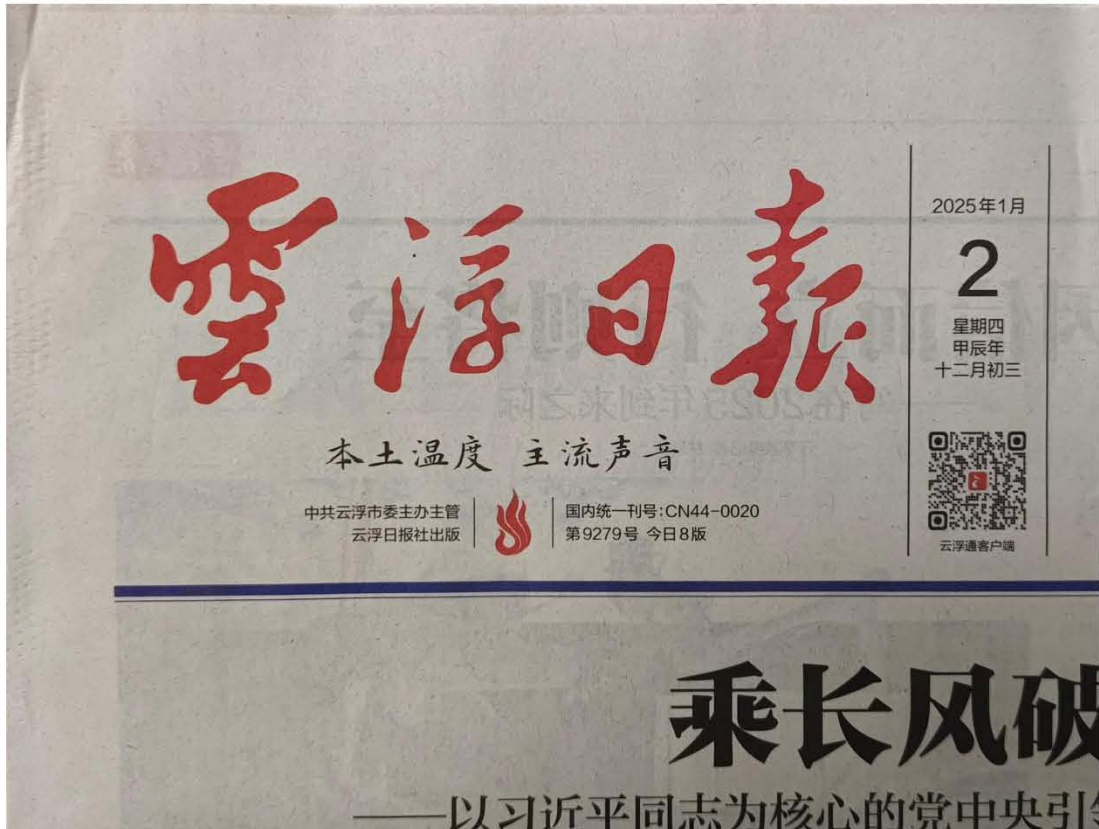 雲浮日報
本土温度 主流声音
中共云浮市委主办主管
云浮日报社出版
国内统一刊号:CN44-0020
第9279号 今日8版
2025年1月
2
星期四
甲辰年
十二月初三
云浮通客户端
乘长风破
——以习近平同志为核心的党中央引